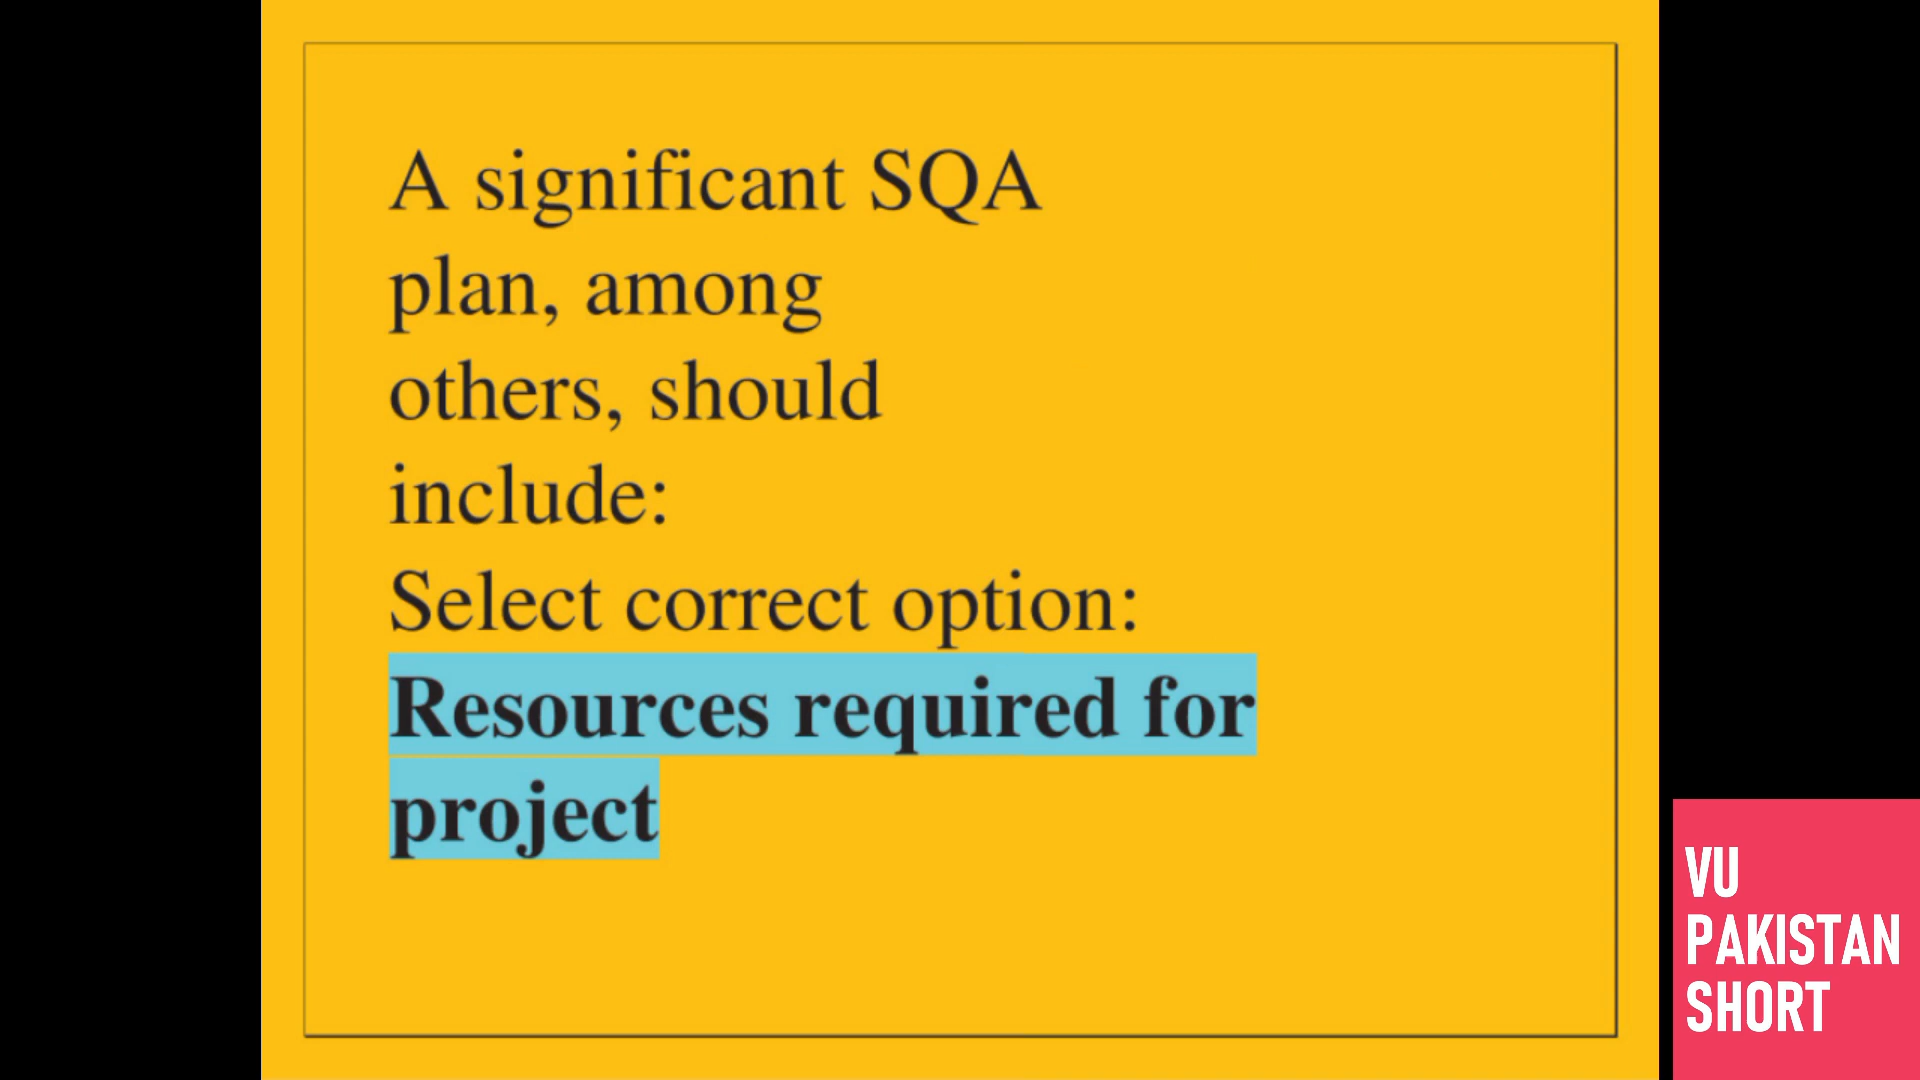 A significant SQA
plan, among
others, should
include:
Select correct option:
Resources required for
project
VU
PAKISTAN
SHORT